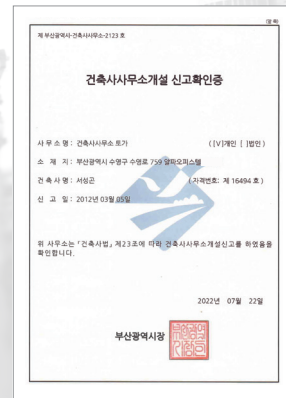 (앞 쪽)
제 부산광역시-건축사사무소-2123 호
건축사사무소개설 신고확인증
사 무 소 명 : 건축사사무소 토가 ( [V]개인 [ ]법인 )
소 재 지 : 부산광역시 수영구 수영로 759 알파오피스텔
건 축 사 명 : 서성곤 ( 자격번호: 제 16494 호 )
신 고 일 : 2012년 03월 05일
위 사무소는 「건축사법」 제23조에 따라 건축사사무소개설신고를 하였음을
확인합니다.
2022년 07월 22일
부산광역시장